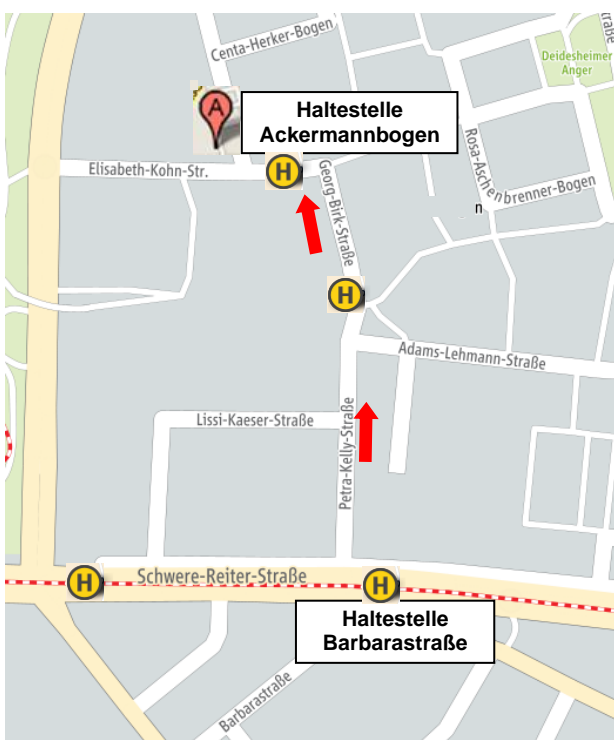 Centa-Herker-Bogen
Deidesheimer
Anger
A
Haltestelle
Ackermannbogen
Elisabeth-Kohn-Str.
H
Georg-Birk-Straße
Rosa-Aschenbrenner-Bogen
n
H
Adams-Lehmann-Straße
Lissi-Kaeser-Straße
Petra-Kelly-Straße
H
Schwere-Reiter-Straße
H
Haltestelle
Barbarastraße
Barbarastraße